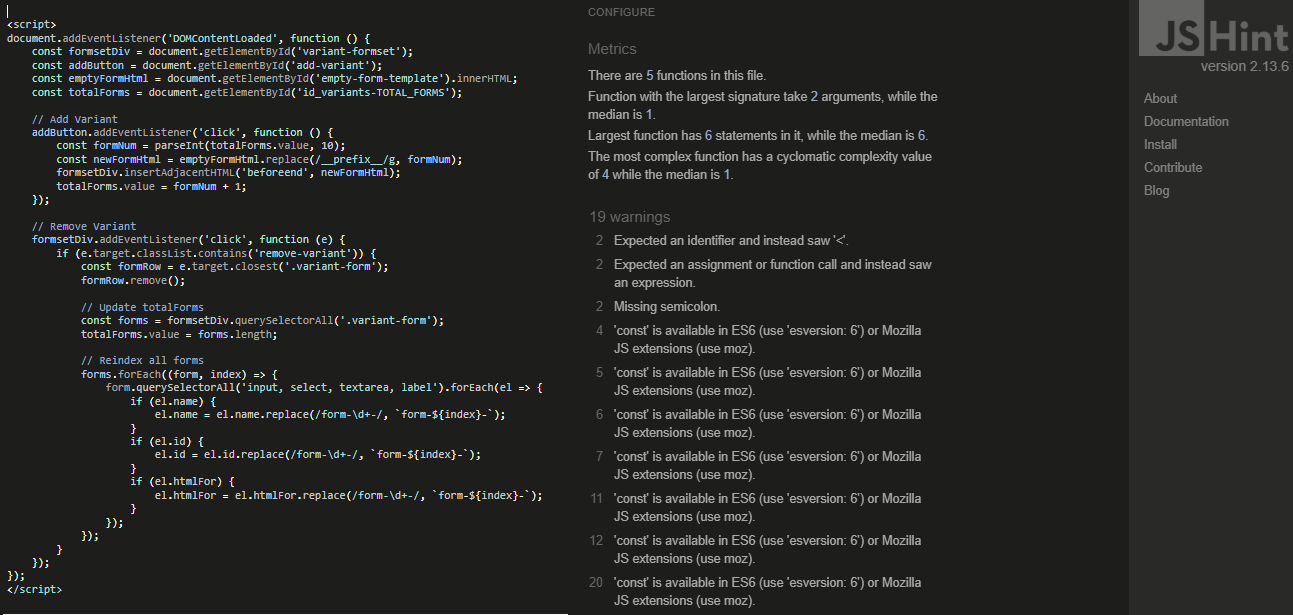 <script>
document.addEventListener('DOMContentLoaded', function () {
    const formsetDiv = document.getElementById('variant-formset');
    const addButton = document.getElementById('add-variant');
    const emptyFormHtml = document.getElementById('empty-form-template').innerHTML;
    const totalForms = document.getElementById('id_variants-TOTAL_FORMS');

    // Add Variant
    addButton.addEventListener('click', function () {
        const formNum = parseInt(totalForms.value, 10);
        const newFormHtml = emptyFormHtml.replace(/__prefix__/g, formNum);
        formsetDiv.insertAdjacentHTML('beforeend', newFormHtml);
        totalForms.value = formNum + 1;
    });

    // Remove Variant
    formsetDiv.addEventListener('click', function (e) {
        if (e.target.classList.contains('remove-variant')) {
            const formRow = e.target.closest('.variant-form');
            formRow.remove();

            // Update totalForms
            const forms = formsetDiv.querySelectorAll('.variant-form');
            totalForms.value = forms.length;

            // Reindex all forms
            forms.forEach((form, index) => {
                form.querySelectorAll('input, select, textarea, label').forEach(el => {
                    if (el.name) {
                        el.name = el.name.replace(/form-\d+-/, `form-${index}-`);
                    }
                    if (el.id) {
                        el.id = el.id.replace(/form-\d+-/, `form-${index}-`);
                    }
                    if (el.htmlFor) {
                        el.htmlFor = el.htmlFor.replace(/form-\d+-/, `form-${index}-`);
                    }
                });
            });
        }
    });
});
</script>
CONFIGURE
Metrics
There are 5 functions in this file.
Function with the largest signature take 2 arguments, while the
median is 1.
Largest function has 6 statements in it, while the median is 6.
The most complex function has a cyclomatic complexity value
of 4 while the median is 1.
19 warnings
2 Expected an identifier and instead saw '<'.
2 Expected an assignment or function call and instead saw
an expression.
2 Missing semicolon.
4 'const' is available in ES6 (use 'esversion: 6') or Mozilla
JS extensions (use moz).
5 'const' is available in ES6 (use 'esversion: 6') or Mozilla
JS extensions (use moz).
6 'const' is available in ES6 (use 'esversion: 6') or Mozilla
JS extensions (use moz).
7 'const' is available in ES6 (use 'esversion: 6') or Mozilla
JS extensions (use moz).
11 'const' is available in ES6 (use 'esversion: 6') or Mozilla
JS extensions (use moz).
12 'const' is available in ES6 (use 'esversion: 6') or Mozilla
JS extensions (use moz).
20 'const' is available in ES6 (use 'esversion: 6') or Mozilla
JS extensions (use moz).
JSHint
version 2.13.6
About
Documentation
Install
Contribute
Blog